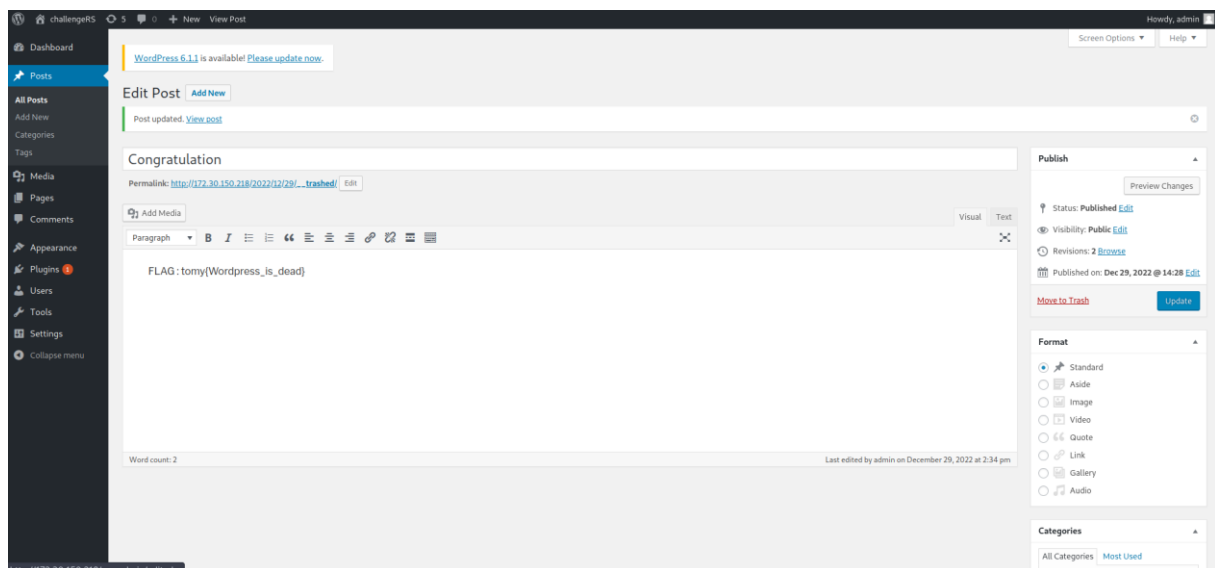 challengeRS 5 0 + New View Post Howdy, admin
Screen Options ▼ Help ▼
Dashboard
Posts
All Posts
Add New
Categories
Tags
Media
Pages
Comments
Appearance
Plugins 1
Users
Tools
Settings
Collapse menu
WordPress 6.1.1 is available! Please update now.
Edit Post Add New
Post updated. View post
Congratulation
Permalink: http://172.30.150.218/2022/12/29/__trashed/ Edit
Add Media Visual Text
Paragraph ▼ B I
FLAG : tomy{Wordpress_is_dead}
Word count: 2 Last edited by admin on December 29, 2022 at 2:34 pm
Publish
Preview Changes
Status: Published Edit
Visibility: Public Edit
Revisions: 2 Browse
Published on: Dec 29, 2022 @ 14:28 Edit
Move to Trash Update
Format
Standard
Aside
Image
Video
Quote
Link
Gallery
Audio
Categories
All Categories Most Used